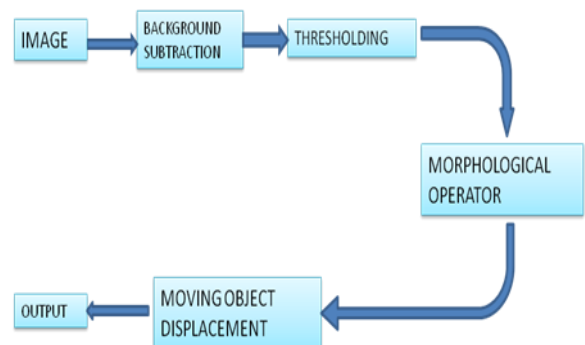 IMAGE
BACKGROUND
SUBTRACTION
THRESHOLDING
MORPHOLOGICAL
OPERATOR
MOVING OBJECT
DISPLACEMENT
OUTPUT